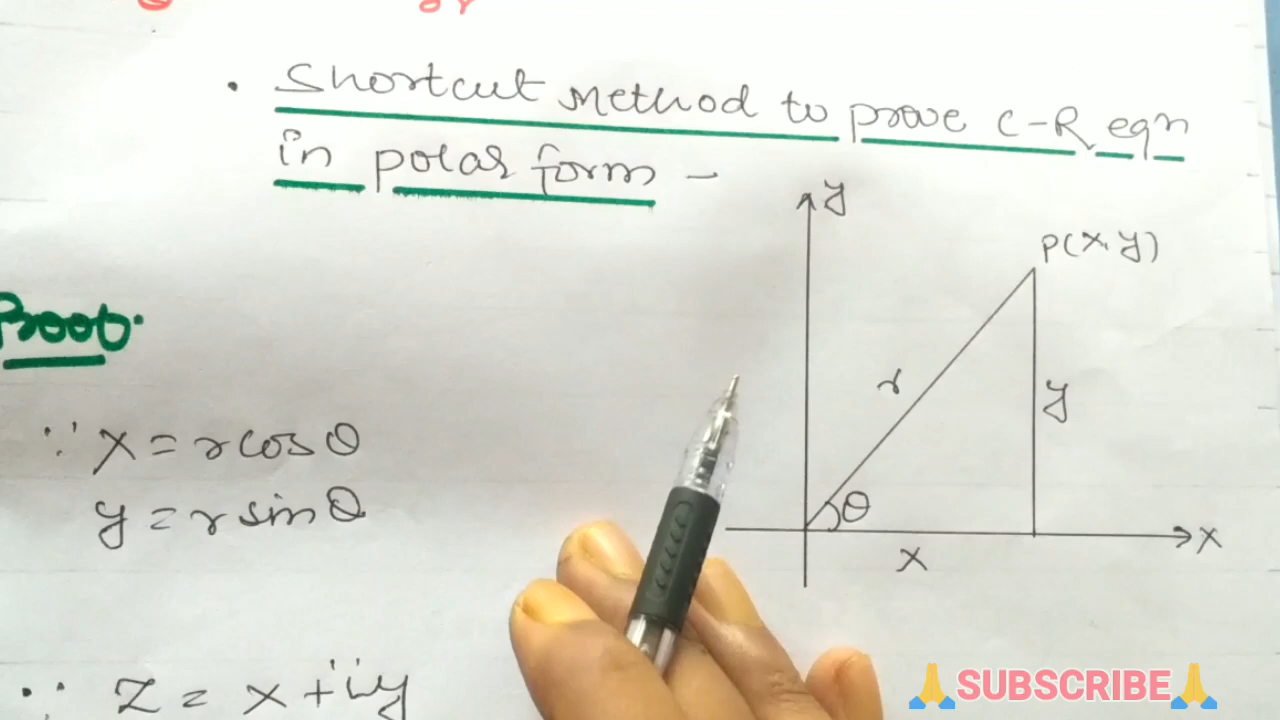 • Shortcut Method to prove C-R eqn
in polar form -
y
P(x, y)
Proof.
r
y
∵ x = r cos θ
y = r sin θ
θ
x
x
∵ z = x + iy
🙏SUBSCRIBE🙏